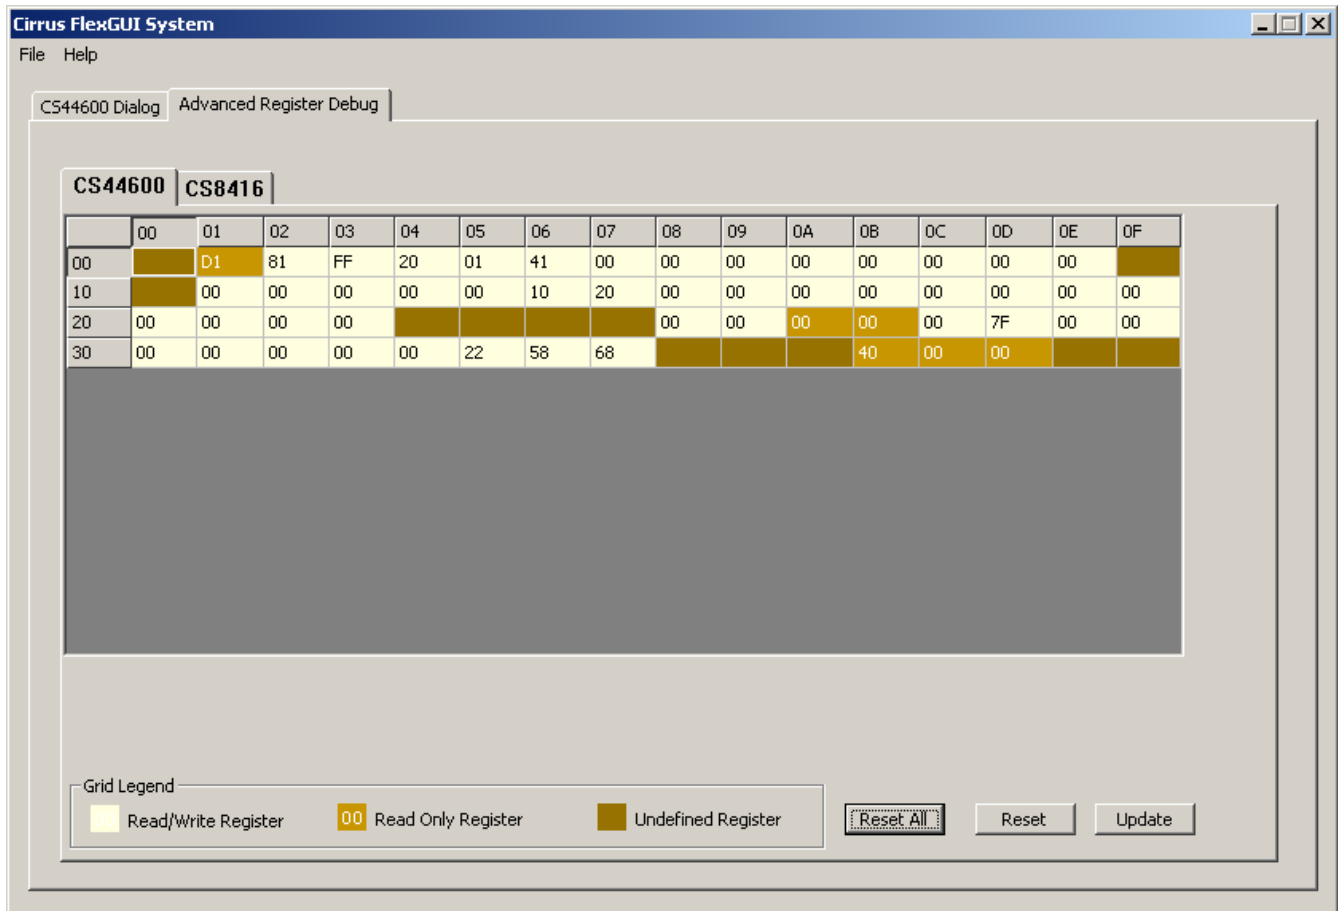 Cirrus FlexGUI System
File Help
CS44600 Dialog Advanced Register Debug
CS44600 CS8416
00 01 02 03 04 05 06 07 08 09 0A 0B 0C 0D 0E 0F
00 D1 81 FF 20 01 41 00 00 00 00 00 00 00 00
10 00 00 00 00 00 10 20 00 00 00 00 00 00 00 00
20 00 00 00 00 00 00 00 00 00 7F 00 00
30 00 00 00 00 00 22 58 68 40 00 00
Grid Legend
Read/Write Register 00 Read Only Register Undefined Register Reset All Reset Update